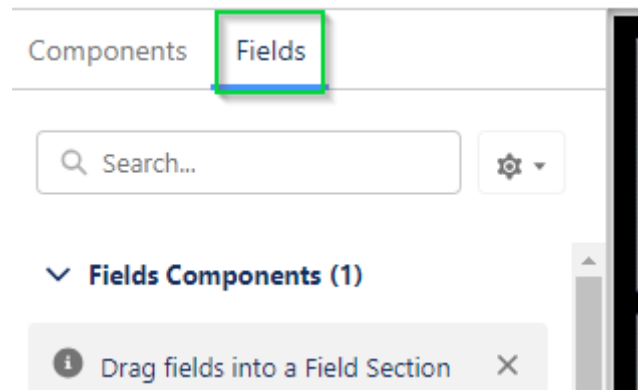 Components Fields
Search...
Fields Components (1)
Drag fields into a Field Section